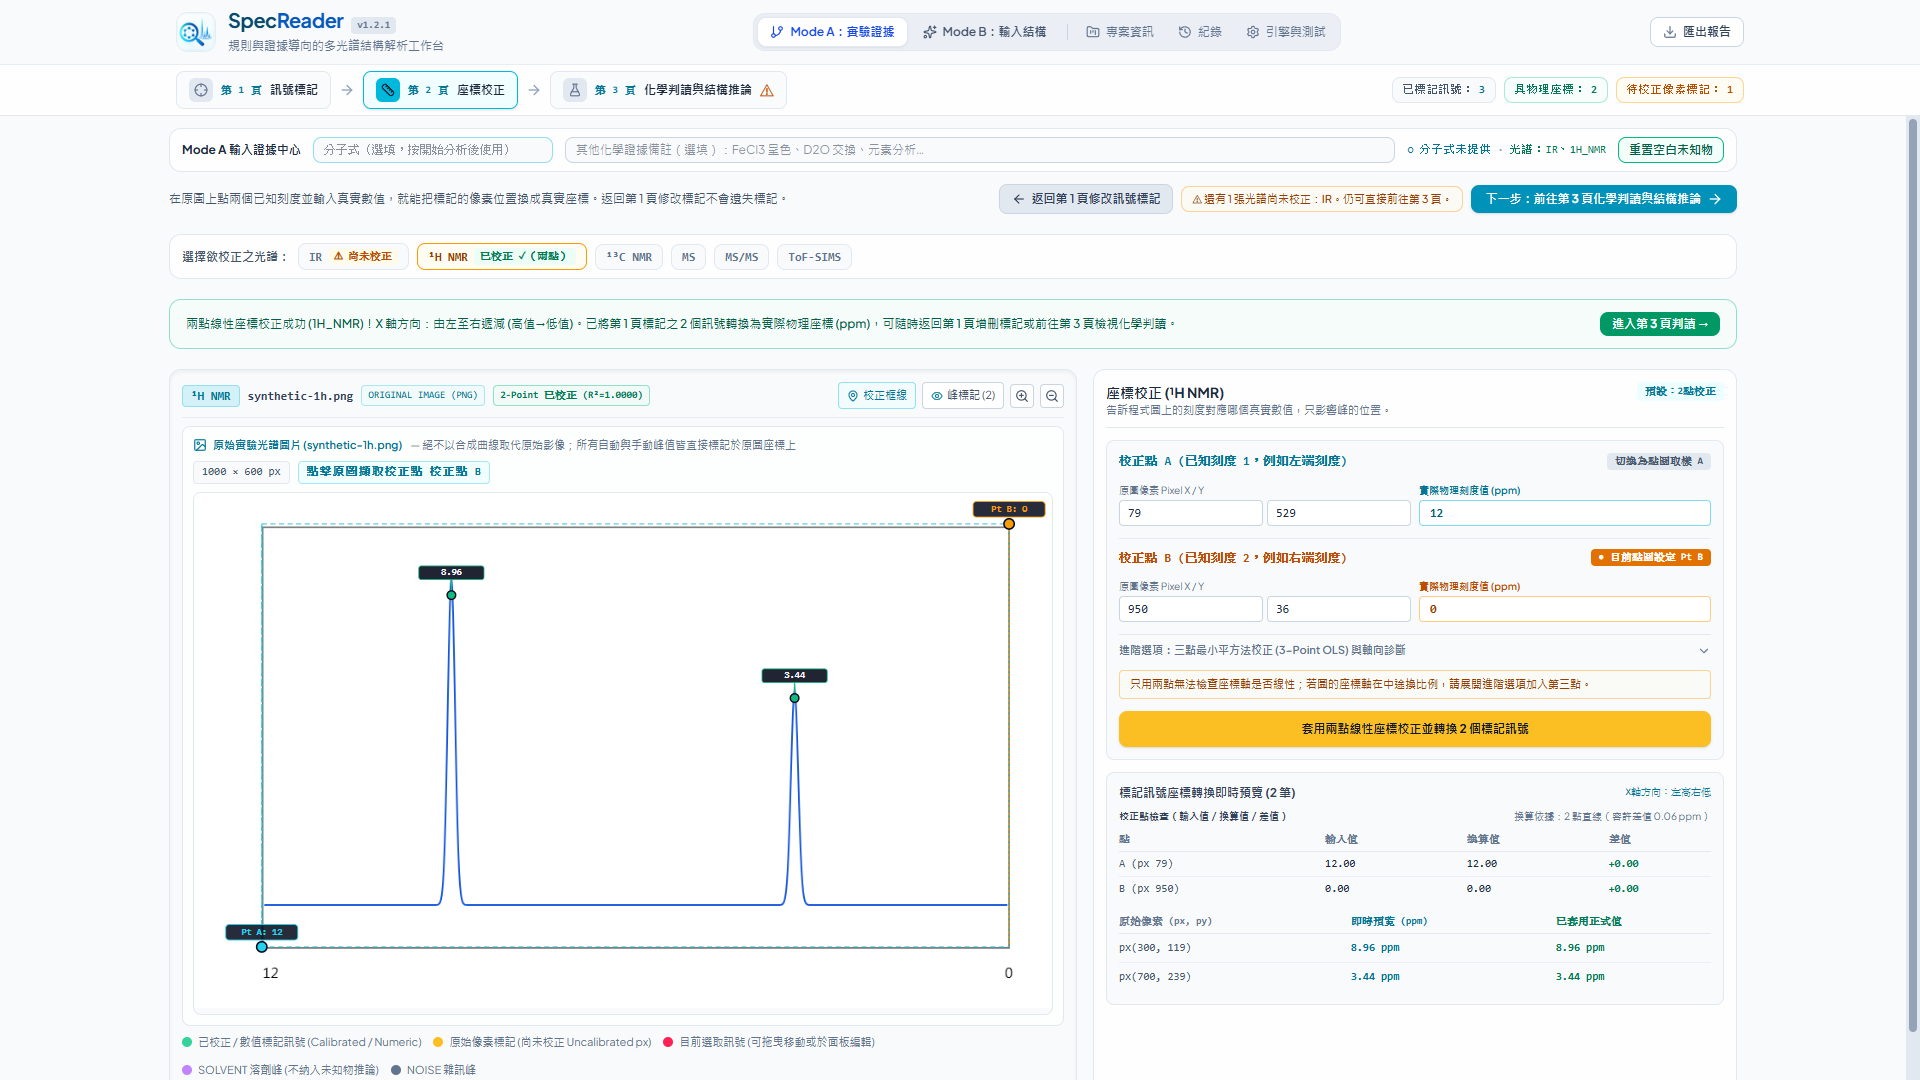 SpecReader v1.2.1
規則與證據導向的多光譜結構解析工作台
Mode A：實驗證據
Mode B：輸入結構
專案資訊
紀錄
引擎與測試
匯出報告
第 1 頁 訊號標記
第 2 頁 座標校正
第 3 頁 化學判讀與結構推論
已標記訊號： 3
具物理座標： 2
待校正像素標記： 1
Mode A 輸入證據中心
分子式（選填，按開始分析後使用）
其他化學證據備註（選填）：FeCl3 呈色、D2O 交換、元素分析...
○ 分子式未提供 · 光譜：IR、1H_NMR
重置空白未知物
在原圖上點兩個已知刻度並輸入真實數值，就能把標記的像素位置換成真實座標。返回第 1 頁修改標記不會遺失標記。
← 返回第 1 頁修改訊號標記
⚠ 還有 1 張光譜尚未校正：IR。仍可直接前往第 3 頁。
下一步：前往第 3 頁化學判讀與結構推論 →
選擇欲校正之光譜：
IR ⚠ 尚未校正
¹H NMR 已校正 ✓ (兩點)
¹³C NMR
MS
MS/MS
ToF-SIMS
兩點線性座標校正成功 (1H_NMR)！X 軸方向：由左至右遞減 (高值→低值)。已將第 1 頁標記之 2 個訊號轉換為實際物理座標 (ppm)，可隨時返回第 1 頁增刪標記或前往第 3 頁檢視化學判讀。
進入第 3 頁判讀 →
¹H NMR
synthetic-1h.png
ORIGINAL IMAGE (PNG)
2-Point 已校正 (R²=1.0000)
校正框線
峰標記 (2)
原始實驗光譜圖片 (synthetic-1h.png) — 絕不以合成曲線取代原始影像；所有自動與手動峰值皆直接標記於原圖座標上
1000 × 600 px
點擊原圖擷取校正點 校正點 B
Pt B: 0
8.96
3.44
Pt A: 12
12
0
已校正 / 數值標記訊號 (Calibrated / Numeric)
原始像素標記 (尚未校正 Uncalibrated px)
目前選取訊號 (可拖曳移動或於面板編輯)
SOLVENT 溶劑峰 (不納入未知物推論)
NOISE 雜訊峰
座標校正 (¹H NMR)
預設：2點校正
告訴程式圖上的刻度對應哪個真實數值，只影響峰的位置。
校正點 A (已知刻度 1，例如左端刻度)
切換為點圖取樣 A
原圖像素 Pixel X / Y
實際物理刻度值 (ppm)
79
529
12
校正點 B (已知刻度 2，例如右端刻度)
● 目前點圖設定 Pt B
原圖像素 Pixel X / Y
實際物理刻度值 (ppm)
950
36
0
進階選項：三點最小平方法校正 (3-Point OLS) 與軸向診斷
只用兩點無法檢查座標軸是否線性；若圖的座標軸在中途換比例，請展開進階選項加入第三點。
套用兩點線性座標校正並轉換 2 個標記訊號
標記訊號座標轉換即時預覽 (2 筆)
X軸方向：左高右低
校正點檢查（輸入值 / 換算值 / 差值）
換算依據：2 點直線（容許差值 0.06 ppm）
點 輸入值 換算值 差值
A (px 79) 12.00 12.00 +0.00
B (px 950) 0.00 0.00 +0.00
原始像素 (px, py) 即時預覽 (ppm) 已套用正式值
px(300, 119) 8.96 ppm 8.96 ppm
px(700, 239) 3.44 ppm 3.44 ppm